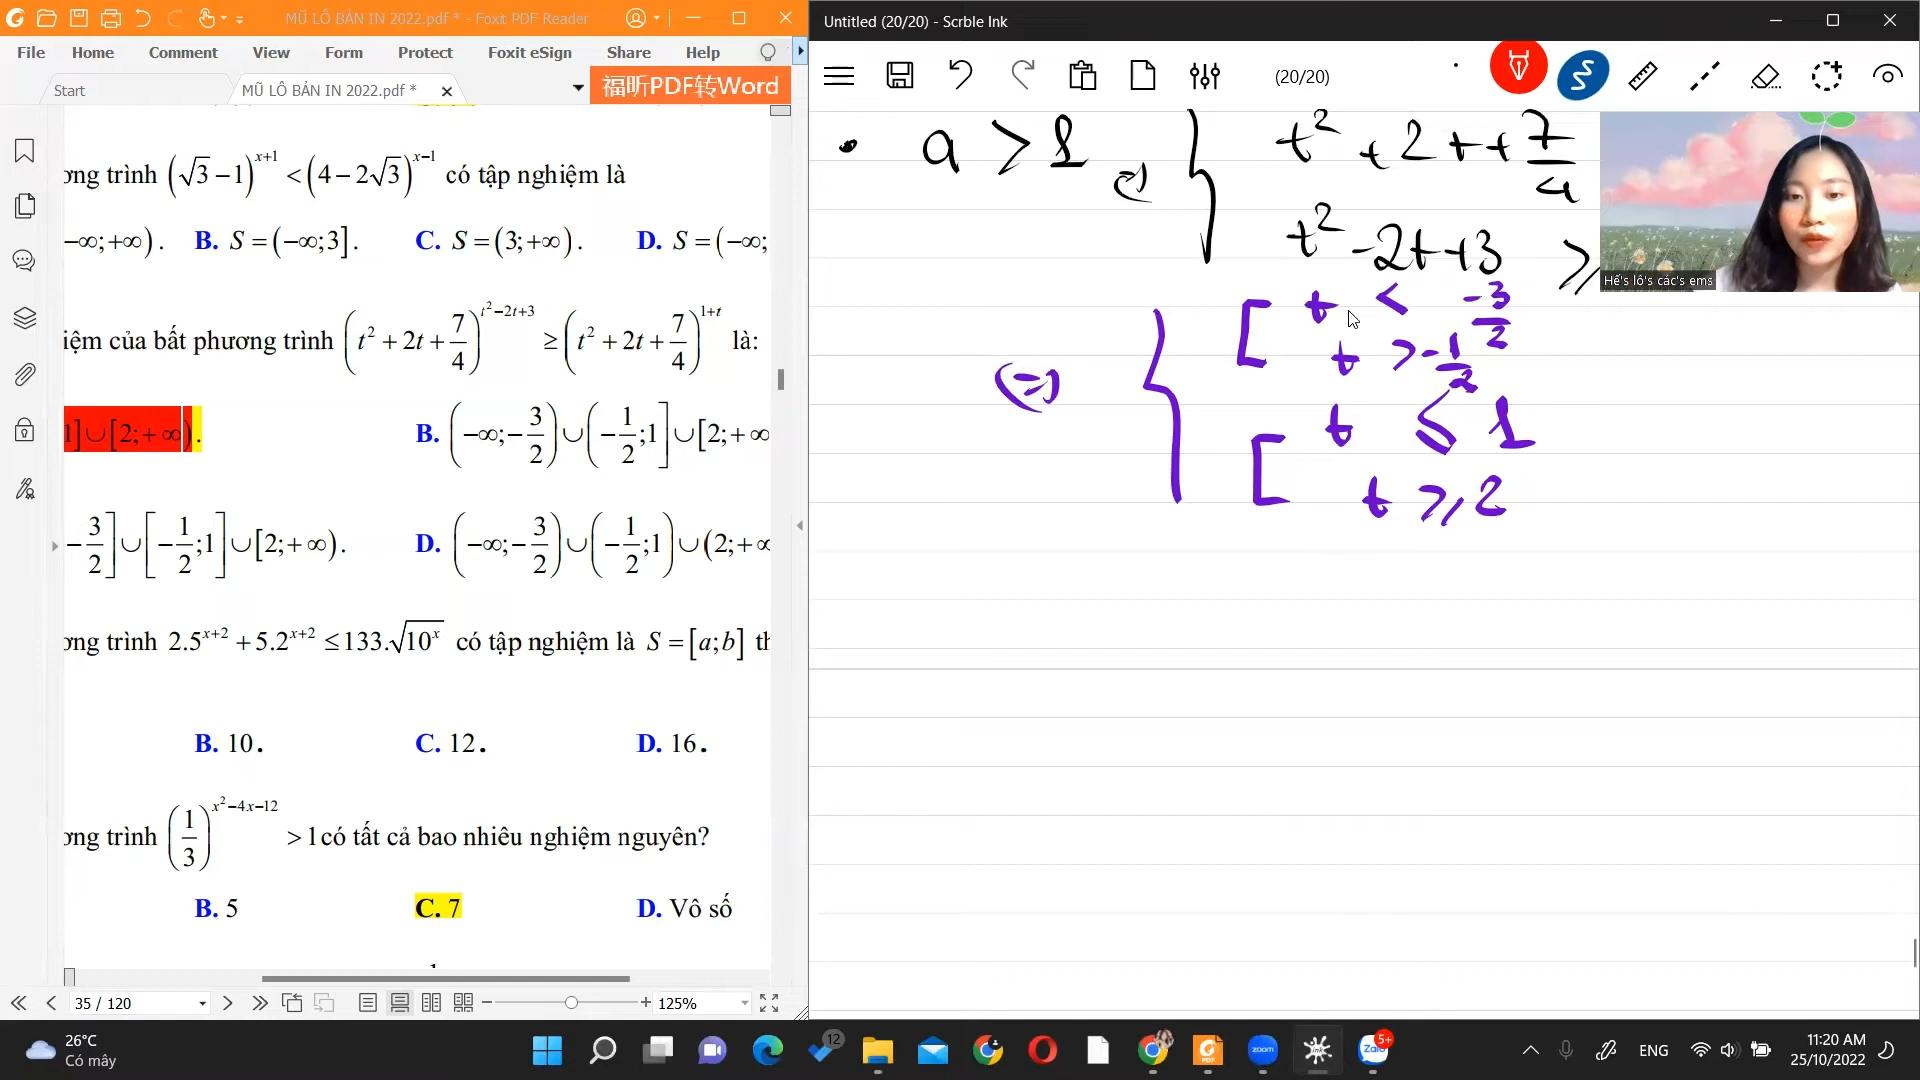 MŨ LÔ BẢN IN 2022.pdf * - Foxit PDF Reader
File Home Comment View Form Protect Foxit eSign Share Help
Start
MŨ LÔ BẢN IN 2022.pdf *
福昕PDF转Word
ơng trình (√3 − 1)^{x+1} < (4 − 2√3)^{x−1} có tập nghiệm là
−∞;+∞). B. S = (−∞;3]. C. S = (3;+∞). D. S = (−∞;
iệm của bất phương trình (t² + 2t + 7/4)^{t²−2t+3} ≥ (t² + 2t + 7/4)^{1+t} là:
1]∪[2;+∞).
B. (−∞;−3/2)∪(−1/2;1]∪[2;+∞
−3/2]∪[−1/2;1]∪[2;+∞).
D. (−∞;−3/2)∪(−1/2;1)∪(2;+∞
ơng trình 2.5^{x+2} + 5.2^{x+2} ≤ 133.√(10^x) có tập nghiệm là S = [a;b] th
B. 10. C. 12. D. 16.
ơng trình (1/3)^{x²−4x−12} > 1có tất cả bao nhiêu nghiệm nguyên?
B. 5 C. 7 D. Vô số
1
35 / 120
125%
Untitled (20/20) - Scrble Ink
(20/20)
• a > 1 (=) { t² + 2t + 7/4
t² - 2t + 3 ≥
(=) { [ t < -3/2
t > -1/2
[ t ≤ 1
t ≥ 2
Hế's lô's các's ems
26°C
Có mây
12
zoom
Zalo
5+
ENG
11:20 AM
25/10/2022